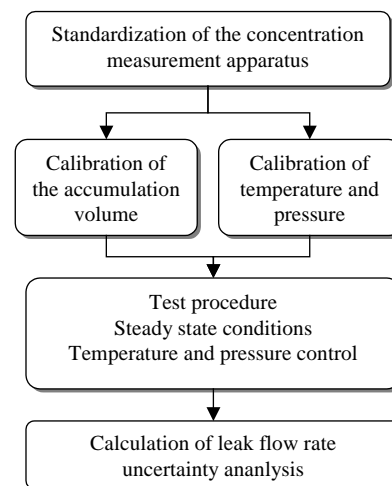 Standardization of the concentration
measurement apparatus
Calibration of
the accumulation
volume
Calibration of
temperature and
pressure
Test procedure
Steady state conditions
Temperature and pressure control
Calculation of leak flow rate
uncertainty ananlysis